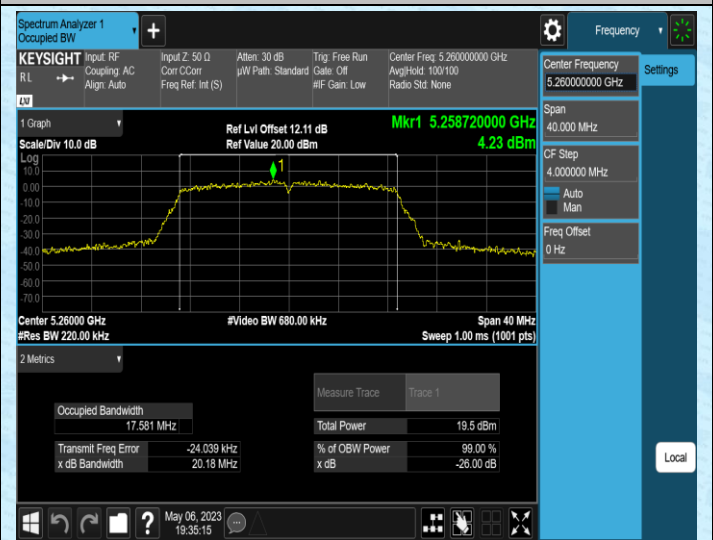 Spectrum Analyzer 1
Occupied BW
+
Frequency
KEYSIGHT
RL
LXI
Input: RF
Coupling: AC
Align: Auto
Input Z: 50 Ω
Corr CCorr
Freq Ref: Int (S)
Atten: 30 dB
µW Path: Standard
Trig: Free Run
Gate: Off
#IF Gain: Low
Center Freq: 5.260000000 GHz
Avg|Hold: 100/100
Radio Std: None
Center Frequency
5.260000000 GHz
Settings
Span
40.000 MHz
CF Step
4.000000 MHz
Auto
Man
Freq Offset
0 Hz
1 Graph
Scale/Div 10.0 dB
Ref Lvl Offset 12.11 dB
Ref Value 20.00 dBm
Mkr1 5.258720000 GHz
4.23 dBm
Log
10.0
0.00
-10.0
-20.0
-30.0
-40.0
-50.0
-60.0
-70.0
1
Center 5.26000 GHz
#Video BW 680.00 kHz
Span 40 MHz
#Res BW 220.00 kHz
Sweep 1.00 ms (1001 pts)
2 Metrics
Measure Trace Trace 1
Occupied Bandwidth
17.581 MHz
Total Power 19.5 dBm
Transmit Freq Error -24.039 kHz
% of OBW Power 99.00 %
x dB Bandwidth 20.18 MHz
x dB -26.00 dB
Local
?
May 06, 2023
19:35:15